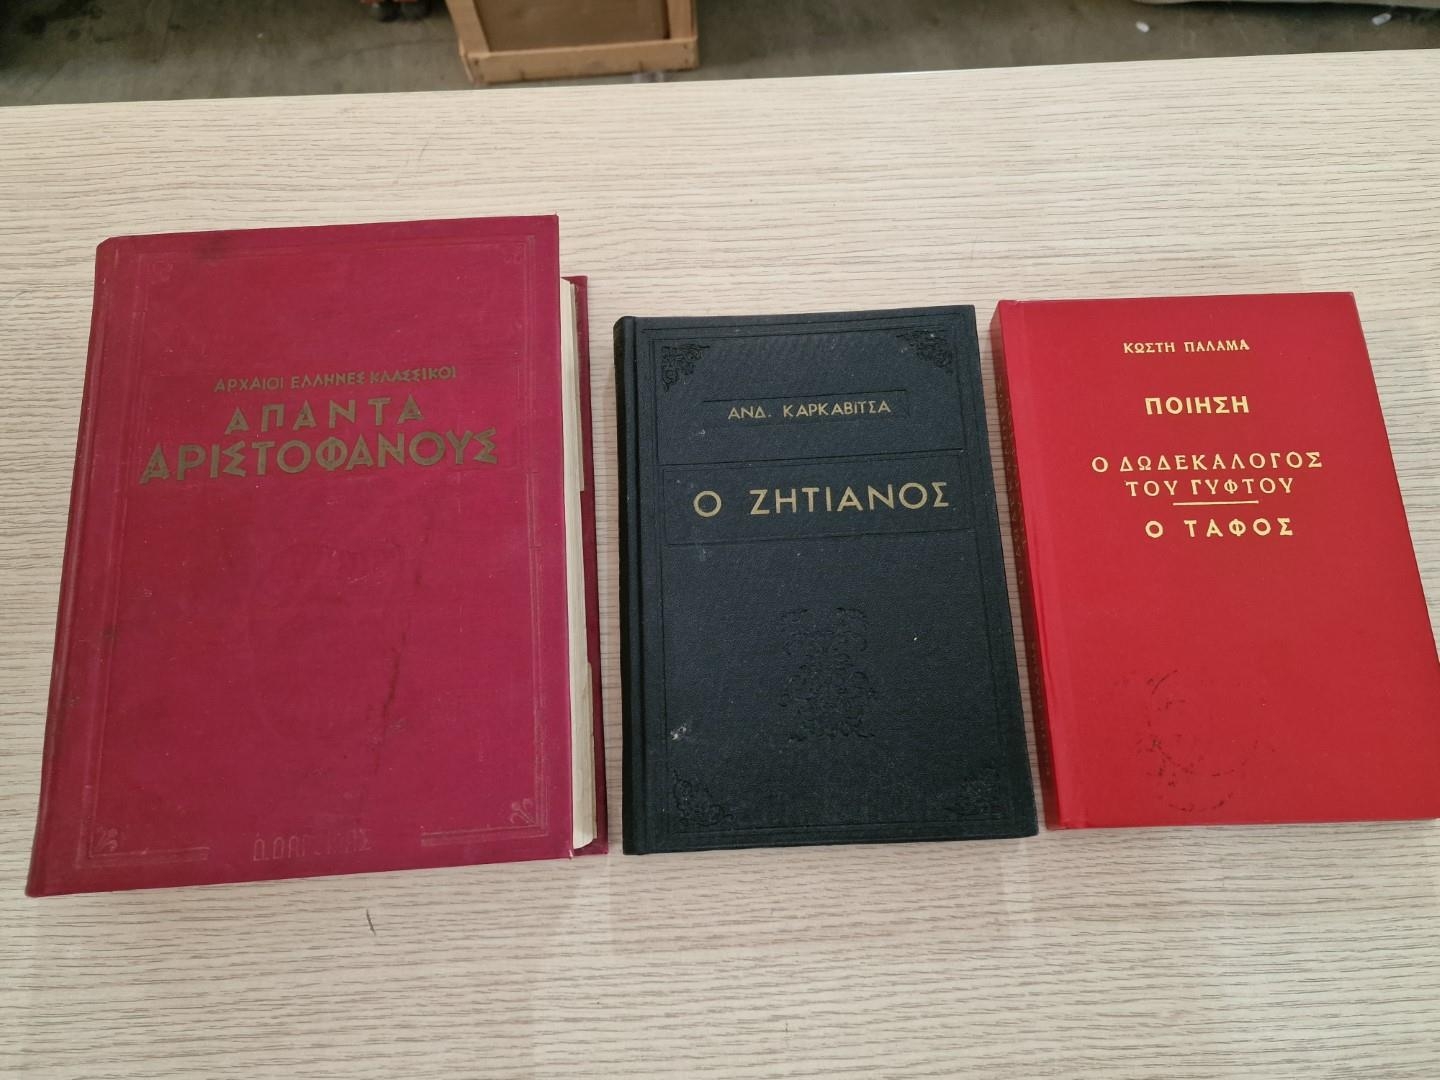 ΑΡΧΑΙΟΙ ΕΛΛΗΝΕΣ ΚΛΑΣΣΙΚΟΙ
ΑΠΑΝΤΑ
ΑΡΙΣΤΟΦΑΝΟΥΣ
ΑΝΔ. ΚΑΡΚΑΒΙΤΣΑ
Ο ΖΗΤΙΑΝΟΣ
ΚΩΣΤΗ ΠΑΛΑΜΑ
ΠΟΙΗΣΗ
Ο ΔΩΔΕΚΑΛΟΓΟΣ
ΤΟΥ ΓΥΦΤΟΥ
Ο ΤΑΦΟΣ